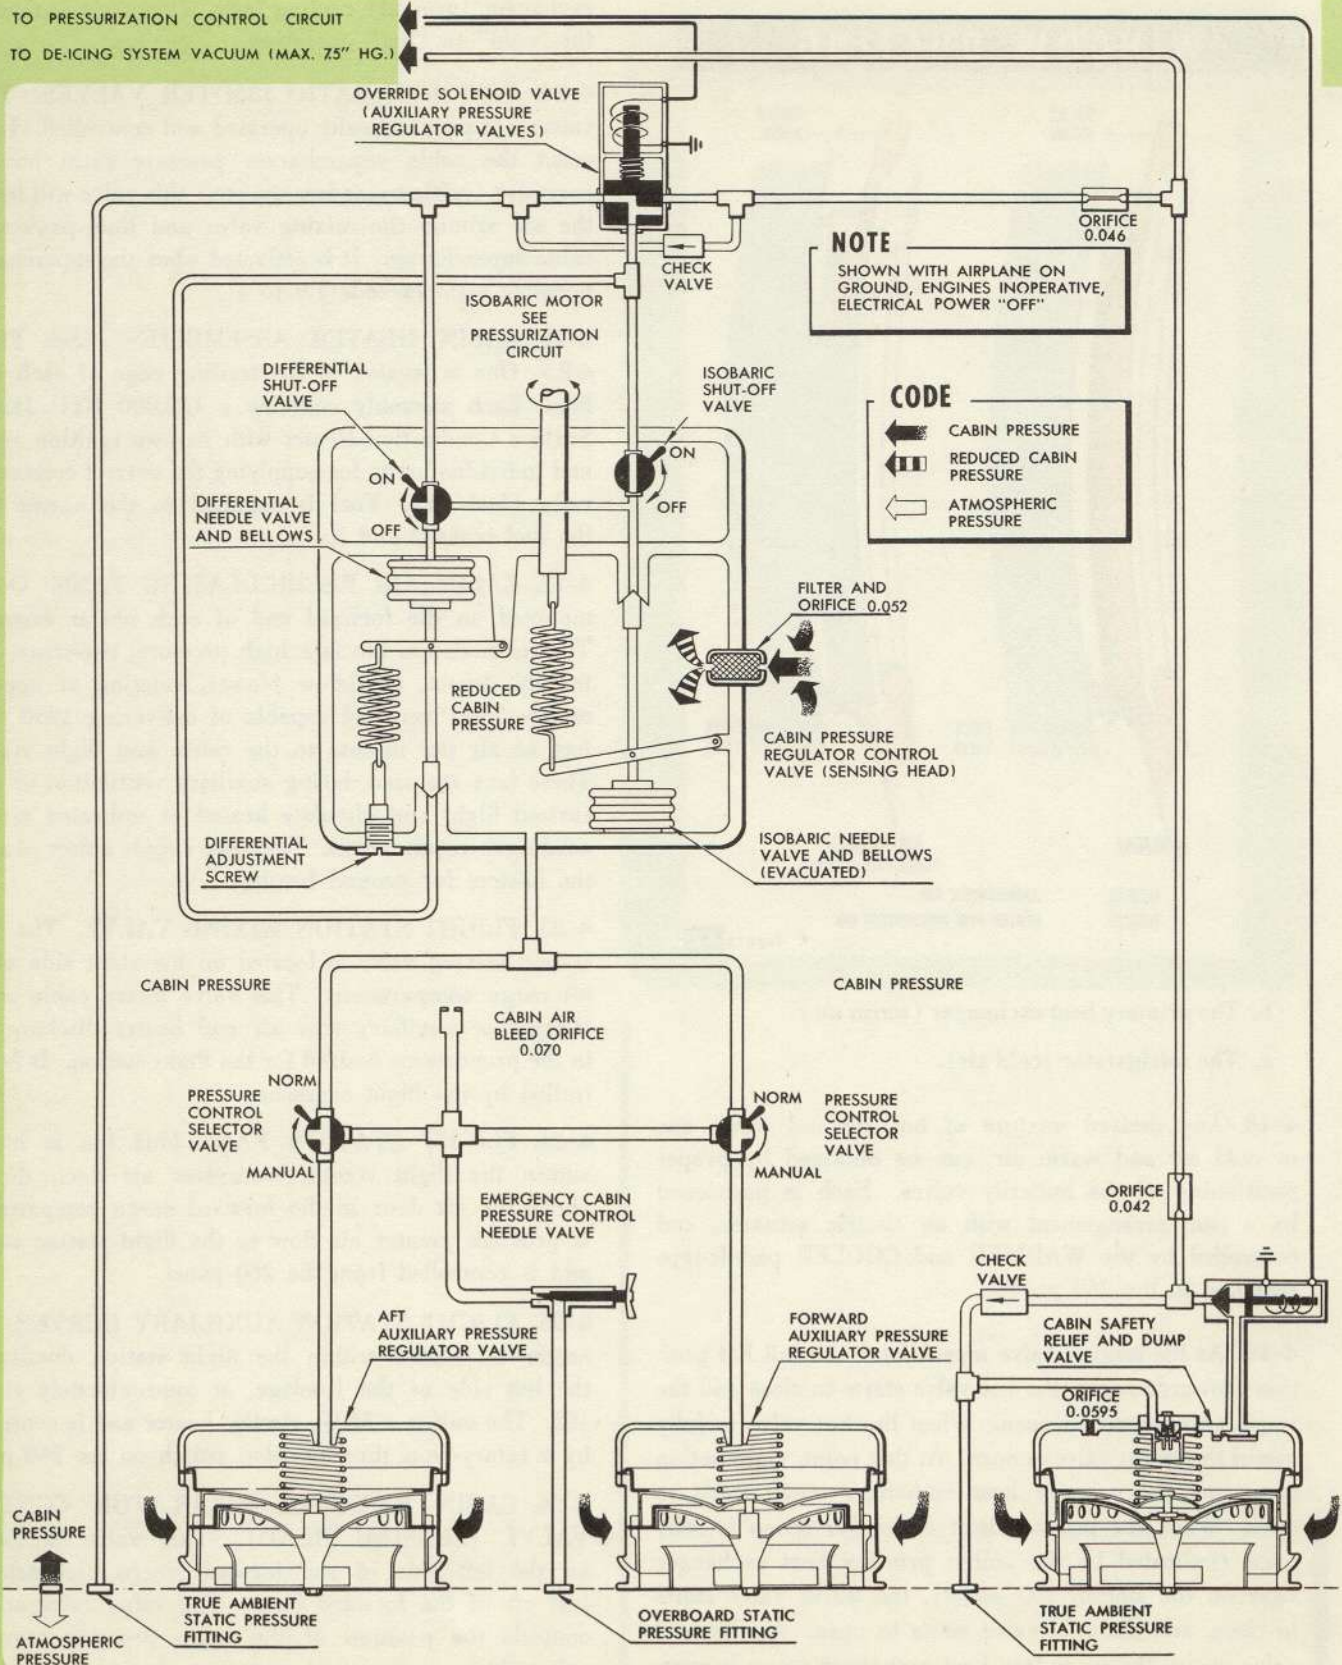 TO PRESSURIZATION CONTROL CIRCUIT
TO DE-ICING SYSTEM VACUUM (MAX. 7.5" HG.)
OVERRIDE SOLENOID VALVE
(AUXILIARY PRESSURE
REGULATOR VALVES)
ORIFICE
0.046
CHECK
VALVE
NOTE
SHOWN WITH AIRPLANE ON
GROUND, ENGINES INOPERATIVE,
ELECTRICAL POWER "OFF"
ISOBARIC MOTOR
SEE
PRESSURIZATION
CIRCUIT
DIFFERENTIAL
SHUT-OFF
VALVE
ISOBARIC
SHUT-OFF
VALVE
CODE
CABIN PRESSURE
REDUCED CABIN
PRESSURE
ATMOSPHERIC
PRESSURE
ON
OFF
ON
OFF
DIFFERENTIAL
NEEDLE VALVE
AND BELLOWS
FILTER AND
ORIFICE 0.052
REDUCED
CABIN
PRESSURE
CABIN PRESSURE
REGULATOR CONTROL
VALVE (SENSING HEAD)
DIFFERENTIAL
ADJUSTMENT
SCREW
ISOBARIC NEEDLE
VALVE AND BELLOWS
(EVACUATED)
CABIN PRESSURE
CABIN PRESSURE
CABIN AIR
BLEED ORIFICE
0.070
NORM
PRESSURE
CONTROL
SELECTOR
VALVE
MANUAL
NORM
PRESSURE
CONTROL
SELECTOR
VALVE
MANUAL
EMERGENCY CABIN
PRESSURE CONTROL
NEEDLE VALVE
ORIFICE
0.042
CHECK
VALVE
AFT
AUXILIARY PRESSURE
REGULATOR VALVE
FORWARD
AUXILIARY PRESSURE
REGULATOR VALVE
CABIN SAFETY
RELIEF AND DUMP
VALVE
ORIFICE
0.0595
CABIN
PRESSURE
ATMOSPHERIC
PRESSURE
TRUE AMBIENT
STATIC PRESSURE
FITTING
OVERBOARD STATIC
PRESSURE FITTING
TRUE AMBIENT
STATIC PRESSURE
FITTING